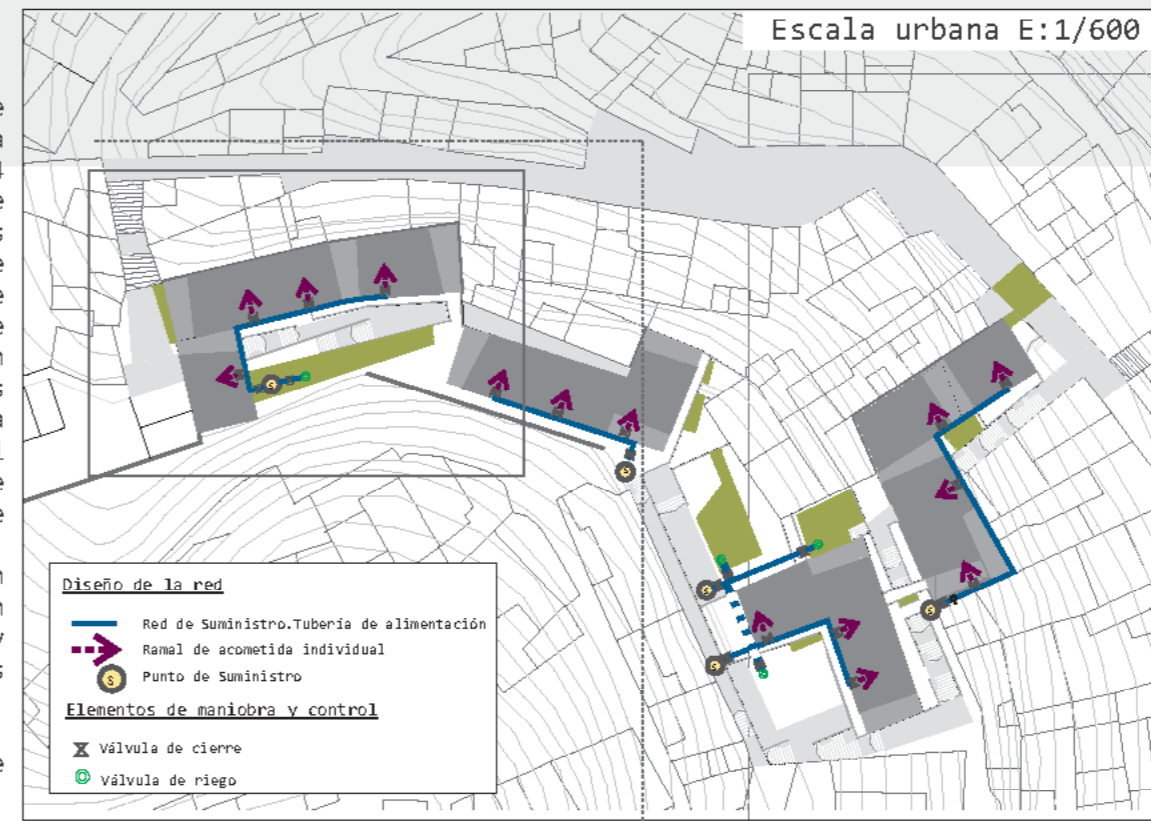 Escala urbana E:1/600
S
S
S
S
S
Diseño de la red
Red de Suministro.Tubería de alimentación
Ramal de acometida individual
S Punto de Suministro
Elementos de maniobra y control
Válvula de cierre
Válvula de riego